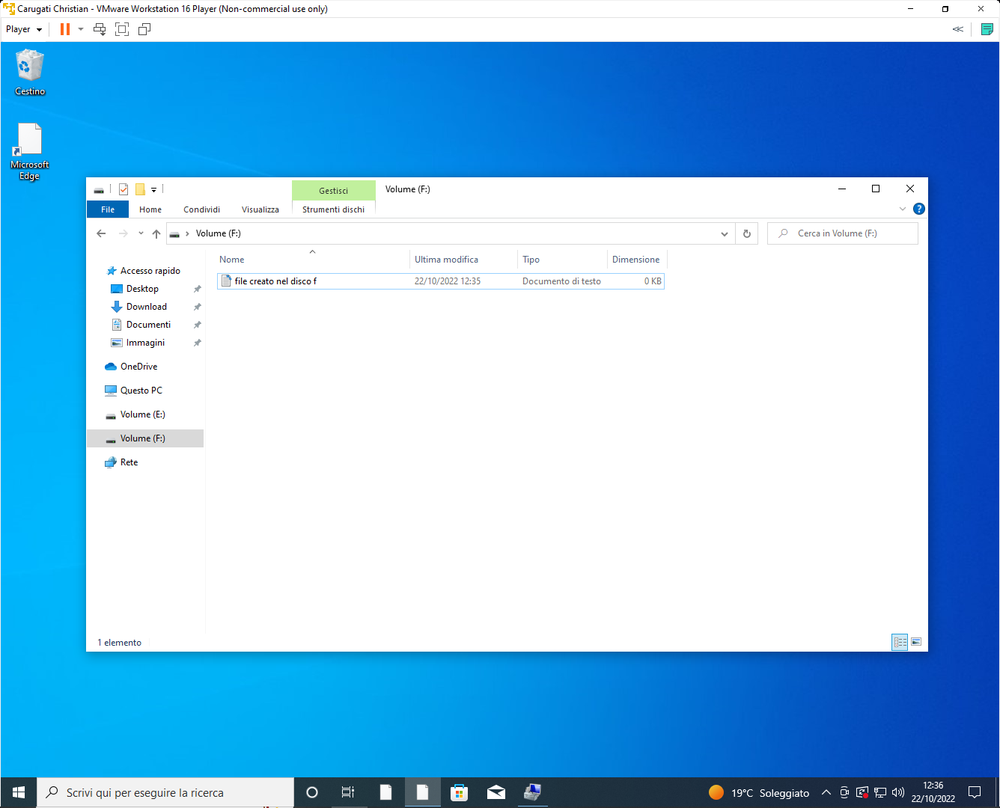 Carugati Christian - VMware Workstation 16 Player (Non-commercial use only)
Player
Cestino
Microsoft
Edge
Gestisci
Volume (F:)
File
Home
Condividi
Visualizza
Strumenti dischi
Volume (F:)
Cerca in Volume (F:)
Nome
Ultima modifica
Tipo
Dimensione
Accesso rapido
file creato nel disco f
22/10/2022 12:35
Documento di testo
0 KB
Desktop
Download
Documenti
Immagini
OneDrive
Questo PC
Volume (E:)
Volume (F:)
Rete
1 elemento
Scrivi qui per eseguire la ricerca
19°C Soleggiato
12:36
22/10/2022